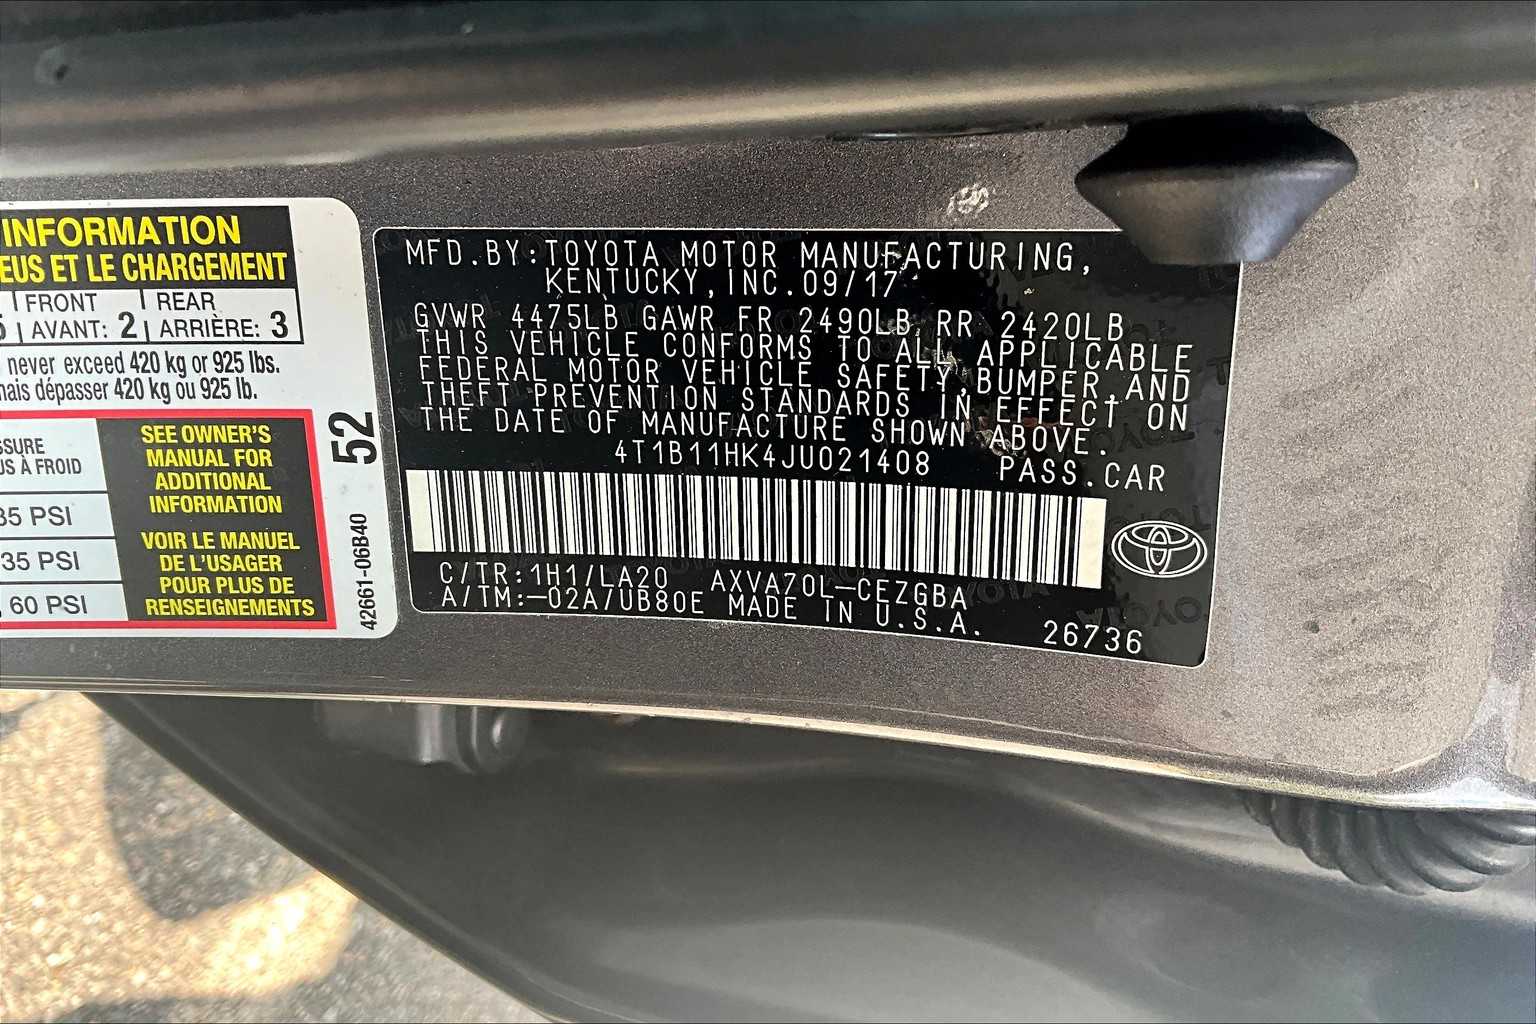 INFORMATION
EUS ET LE CHARGEMENT
FRONT REAR
AVANT: 2 ARRIÈRE: 3
never exceed 420 kg or 925 lbs.
mais dépasser 420 kg ou 925 lb.
À FROID
SEE OWNER'S
MANUAL FOR
ADDITIONAL
INFORMATION
35 PSI
35 PSI
60 PSI
VOIR LE MANUEL
DE L'USAGER
POUR PLUS DE
RENSEIGNEMENTS
52
42661-06B40
MFD.BY:TOYOTA MOTOR MANUFACTURING,
KENTUCKY,INC.09/17
GVWR 4475LB GAWR FR 2490LB RR 2420LB
THIS VEHICLE CONFORMS TO ALL APPLICABLE
FEDERAL MOTOR VEHICLE SAFETY,BUMPER,AND
THEFT PREVENTION STANDARDS IN EFFECT ON
THE DATE OF MANUFACTURE SHOWN ABOVE.
4T1B11HK4JU021408 PASS.CAR
C/TR:1H1/LA20 AXVA70L-CEZGBA
A/TM:-02A/UB80E MADE IN U.S.A.
26736